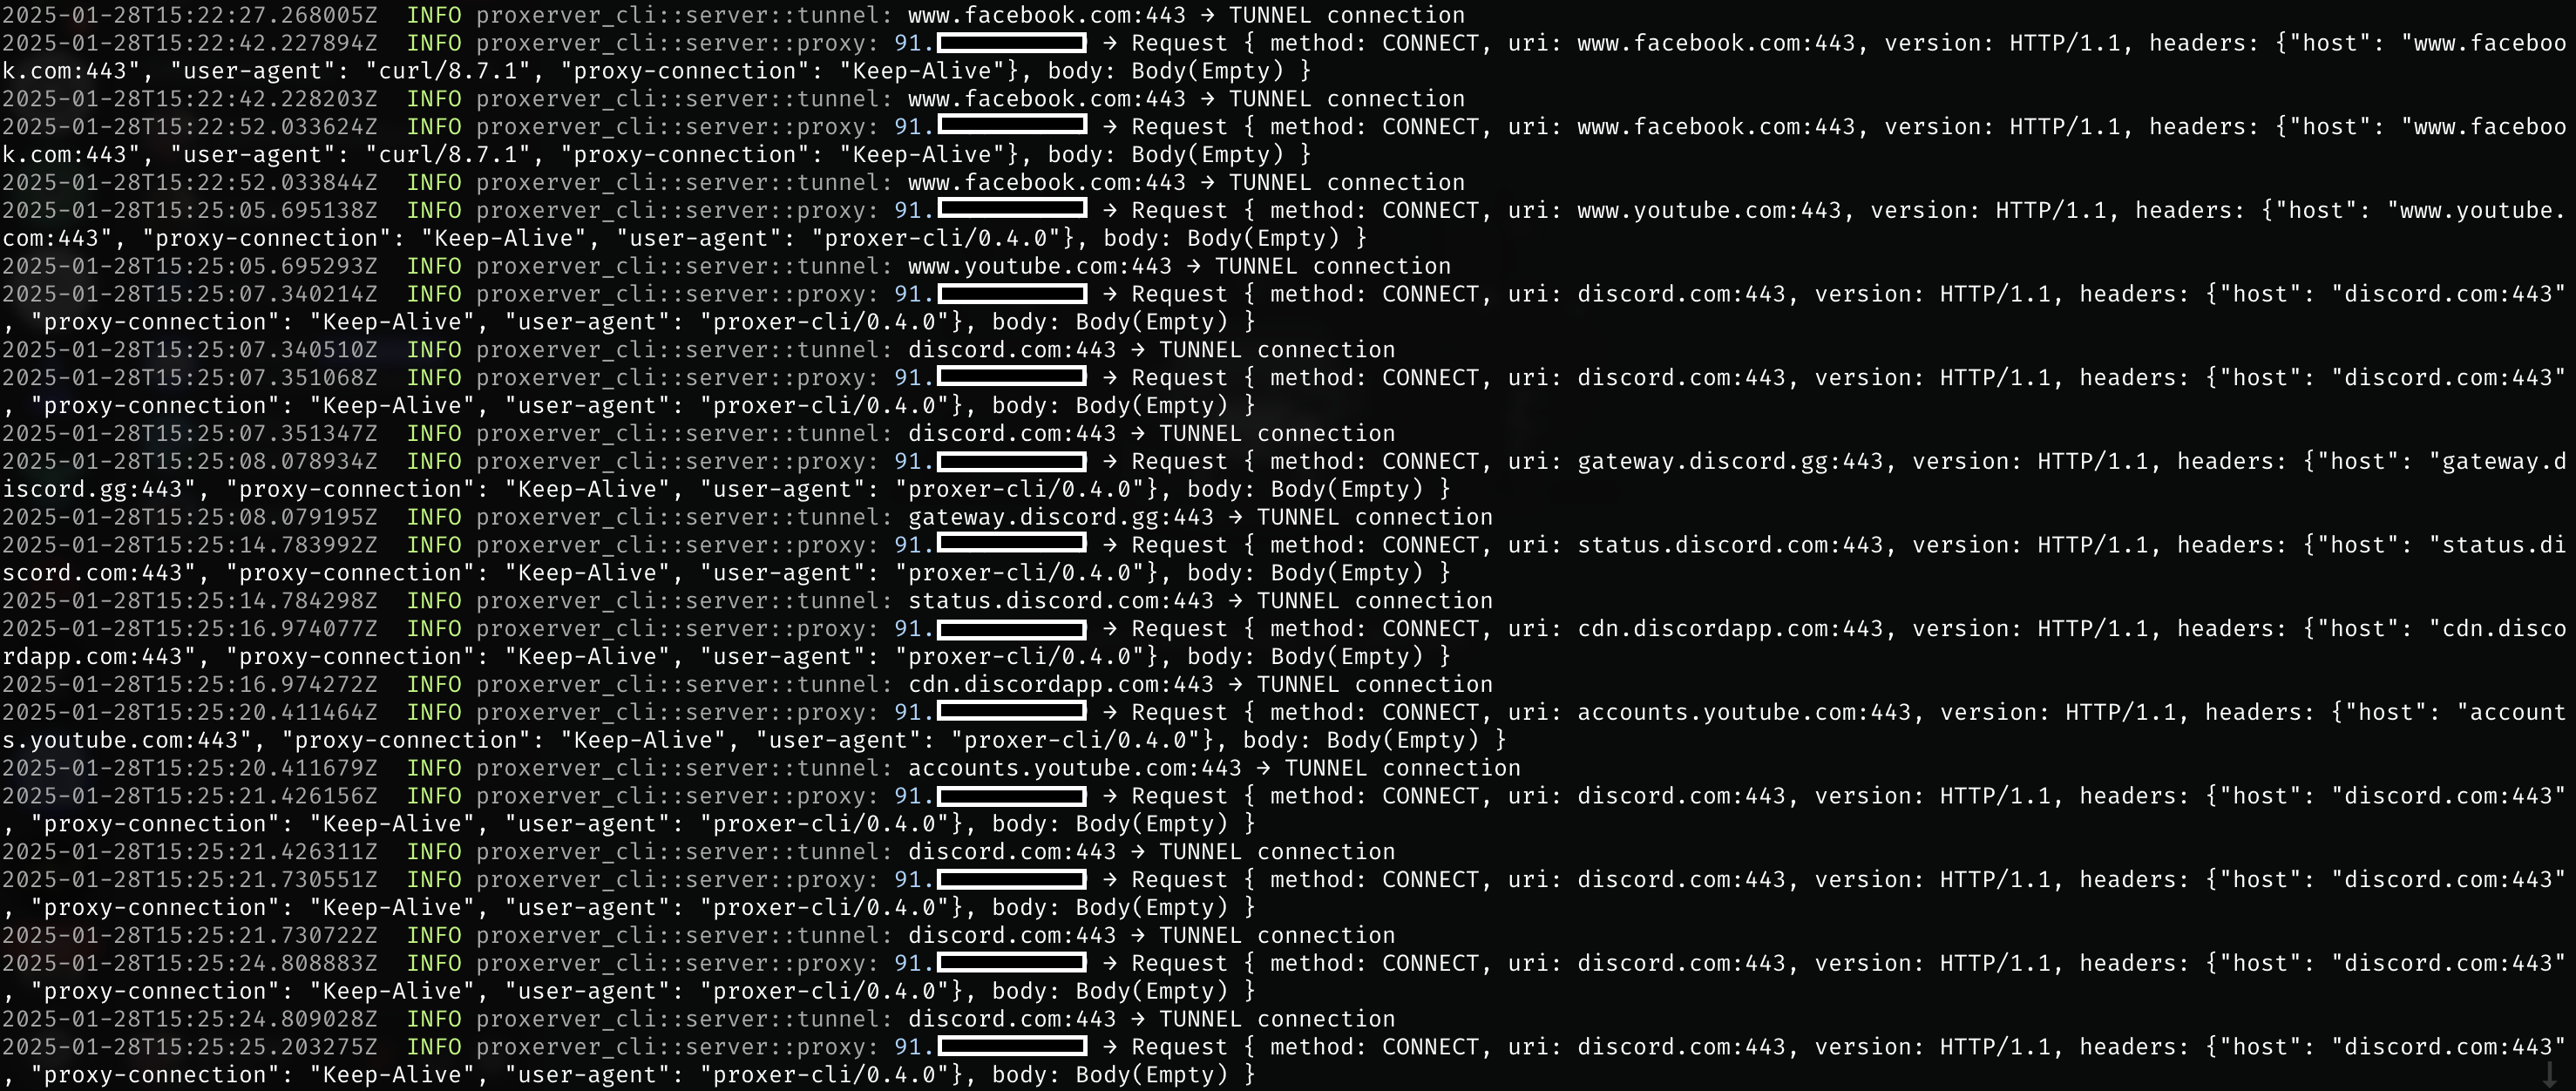 2025-01-28T15:22:27.268005Z  INFO proxerver_cli::server::tunnel: www.facebook.com:443 → TUNNEL connection
2025-01-28T15:22:42.227894Z  INFO proxerver_cli::server::proxy: 91. → Request { method: CONNECT, uri: www.facebook.com:443, version: HTTP/1.1, headers: {"host": "www.faceboo
k.com:443", "user-agent": "curl/8.7.1", "proxy-connection": "Keep-Alive"}, body: Body(Empty) }
2025-01-28T15:22:42.228203Z  INFO proxerver_cli::server::tunnel: www.facebook.com:443 → TUNNEL connection
2025-01-28T15:22:52.033624Z  INFO proxerver_cli::server::proxy: 91. → Request { method: CONNECT, uri: www.facebook.com:443, version: HTTP/1.1, headers: {"host": "www.faceboo
k.com:443", "user-agent": "curl/8.7.1", "proxy-connection": "Keep-Alive"}, body: Body(Empty) }
2025-01-28T15:22:52.033844Z  INFO proxerver_cli::server::tunnel: www.facebook.com:443 → TUNNEL connection
2025-01-28T15:25:05.695138Z  INFO proxerver_cli::server::proxy: 91. → Request { method: CONNECT, uri: www.youtube.com:443, version: HTTP/1.1, headers: {"host": "www.youtube.
com:443", "proxy-connection": "Keep-Alive", "user-agent": "proxer-cli/0.4.0"}, body: Body(Empty) }
2025-01-28T15:25:05.695293Z  INFO proxerver_cli::server::tunnel: www.youtube.com:443 → TUNNEL connection
2025-01-28T15:25:07.340214Z  INFO proxerver_cli::server::proxy: 91. → Request { method: CONNECT, uri: discord.com:443, version: HTTP/1.1, headers: {"host": "discord.com:443"
, "proxy-connection": "Keep-Alive", "user-agent": "proxer-cli/0.4.0"}, body: Body(Empty) }
2025-01-28T15:25:07.340510Z  INFO proxerver_cli::server::tunnel: discord.com:443 → TUNNEL connection
2025-01-28T15:25:07.351068Z  INFO proxerver_cli::server::proxy: 91. → Request { method: CONNECT, uri: discord.com:443, version: HTTP/1.1, headers: {"host": "discord.com:443"
, "proxy-connection": "Keep-Alive", "user-agent": "proxer-cli/0.4.0"}, body: Body(Empty) }
2025-01-28T15:25:07.351347Z  INFO proxerver_cli::server::tunnel: discord.com:443 → TUNNEL connection
2025-01-28T15:25:08.078934Z  INFO proxerver_cli::server::proxy: 91. → Request { method: CONNECT, uri: gateway.discord.gg:443, version: HTTP/1.1, headers: {"host": "gateway.d
iscord.gg:443", "proxy-connection": "Keep-Alive", "user-agent": "proxer-cli/0.4.0"}, body: Body(Empty) }
2025-01-28T15:25:08.079195Z  INFO proxerver_cli::server::tunnel: gateway.discord.gg:443 → TUNNEL connection
2025-01-28T15:25:14.783992Z  INFO proxerver_cli::server::proxy: 91. → Request { method: CONNECT, uri: status.discord.com:443, version: HTTP/1.1, headers: {"host": "status.di
scord.com:443", "proxy-connection": "Keep-Alive", "user-agent": "proxer-cli/0.4.0"}, body: Body(Empty) }
2025-01-28T15:25:14.784298Z  INFO proxerver_cli::server::tunnel: status.discord.com:443 → TUNNEL connection
2025-01-28T15:25:16.974077Z  INFO proxerver_cli::server::proxy: 91. → Request { method: CONNECT, uri: cdn.discordapp.com:443, version: HTTP/1.1, headers: {"host": "cdn.disco
rdapp.com:443", "proxy-connection": "Keep-Alive", "user-agent": "proxer-cli/0.4.0"}, body: Body(Empty) }
2025-01-28T15:25:16.974272Z  INFO proxerver_cli::server::tunnel: cdn.discordapp.com:443 → TUNNEL connection
2025-01-28T15:25:20.411464Z  INFO proxerver_cli::server::proxy: 91. → Request { method: CONNECT, uri: accounts.youtube.com:443, version: HTTP/1.1, headers: {"host": "account
s.youtube.com:443", "proxy-connection": "Keep-Alive", "user-agent": "proxer-cli/0.4.0"}, body: Body(Empty) }
2025-01-28T15:25:20.411679Z  INFO proxerver_cli::server::tunnel: accounts.youtube.com:443 → TUNNEL connection
2025-01-28T15:25:21.426156Z  INFO proxerver_cli::server::proxy: 91. → Request { method: CONNECT, uri: discord.com:443, version: HTTP/1.1, headers: {"host": "discord.com:443"
, "proxy-connection": "Keep-Alive", "user-agent": "proxer-cli/0.4.0"}, body: Body(Empty) }
2025-01-28T15:25:21.426311Z  INFO proxerver_cli::server::tunnel: discord.com:443 → TUNNEL connection
2025-01-28T15:25:21.730551Z  INFO proxerver_cli::server::proxy: 91. → Request { method: CONNECT, uri: discord.com:443, version: HTTP/1.1, headers: {"host": "discord.com:443"
, "proxy-connection": "Keep-Alive", "user-agent": "proxer-cli/0.4.0"}, body: Body(Empty) }
2025-01-28T15:25:21.730722Z  INFO proxerver_cli::server::tunnel: discord.com:443 → TUNNEL connection
2025-01-28T15:25:24.808883Z  INFO proxerver_cli::server::proxy: 91. → Request { method: CONNECT, uri: discord.com:443, version: HTTP/1.1, headers: {"host": "discord.com:443"
, "proxy-connection": "Keep-Alive", "user-agent": "proxer-cli/0.4.0"}, body: Body(Empty) }
2025-01-28T15:25:24.809028Z  INFO proxerver_cli::server::tunnel: discord.com:443 → TUNNEL connection
2025-01-28T15:25:25.203275Z  INFO proxerver_cli::server::proxy: 91. → Request { method: CONNECT, uri: discord.com:443, version: HTTP/1.1, headers: {"host": "discord.com:443"
, "proxy-connection": "Keep-Alive", "user-agent": "proxer-cli/0.4.0"}, body: Body(Empty) }